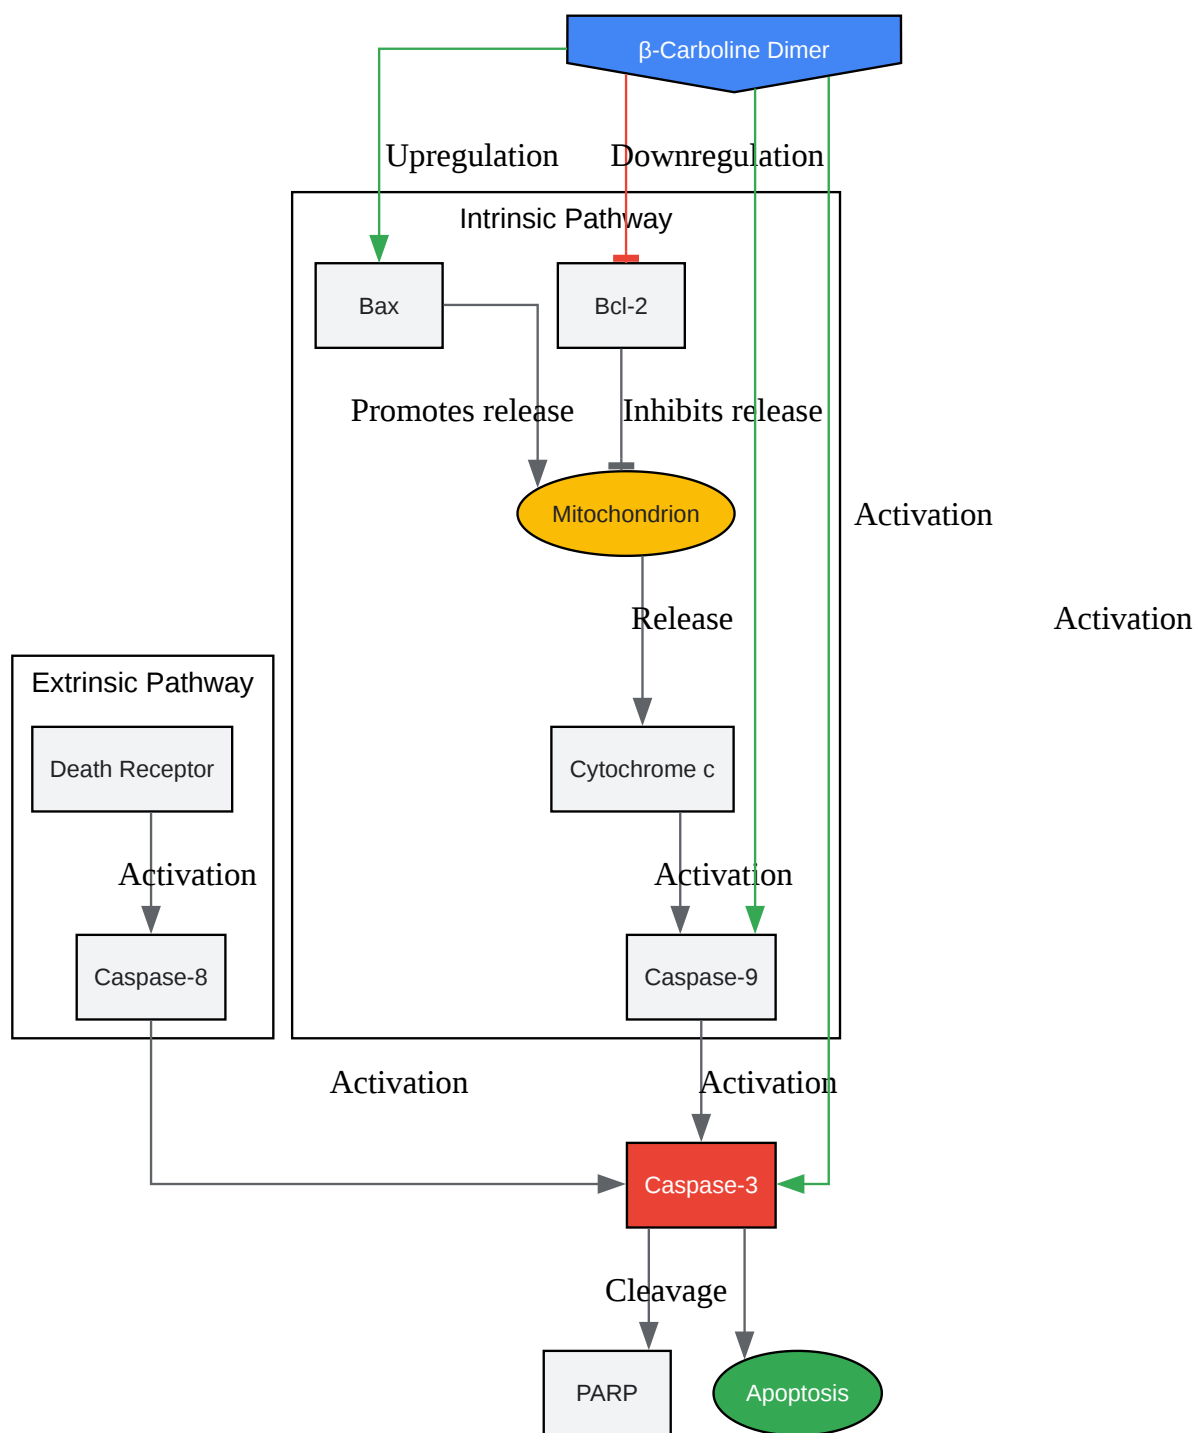 β-Carboline Dimer
Upregulation
Downregulation
Intrinsic Pathway
Bax
Bcl-2
Promotes release
Inhibits release
Mitochondrion
Activation
Release
Activation
Extrinsic Pathway
Death Receptor
Cytochrome c
Activation
Activation
Caspase-8
Caspase-9
Activation
Activation
Caspase-3
Cleavage
PARP
Apoptosis